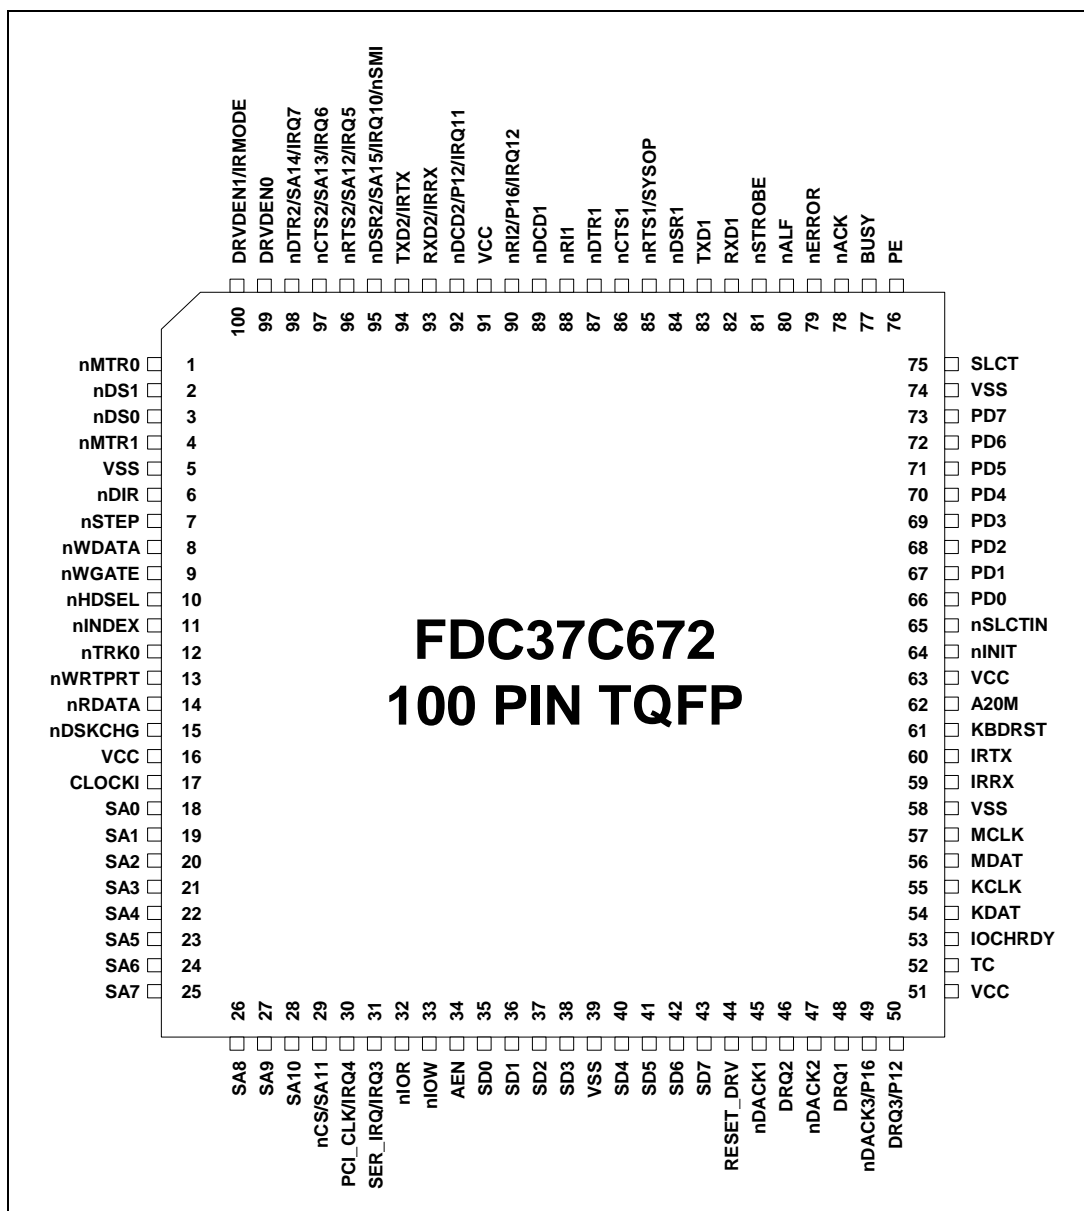 DRVDEN1/IRMODE
DRVDEN0
nDTR2/SA14/IRQ7
nCTS2/SA13/IRQ6
nRTS2/SA12/IRQ5
nDSR2/SA15/IRQ10/nSMI
TXD2/IRTX
RXD2/IRRX
nDCD2/P12/IRQ11
VCC
nRI2/P16/IRQ12
nDCD1
nRI1
nDTR1
nCTS1
nRTS1/SYSOP
nDSR1
TXD1
RXD1
nSTROBE
nALF
nERROR
nACK
BUSY
PE
100
99
98
97
96
95
94
93
92
91
90
89
88
87
86
85
84
83
82
81
80
79
78
77
76
nMTR0 1
nDS1 2
nDS0 3
nMTR1 4
VSS 5
nDIR 6
nSTEP 7
nWDATA 8
nWGATE 9
nHDSEL 10
nINDEX 11
nTRK0 12
nWRTPRT 13
nRDATA 14
nDSKCHG 15
VCC 16
CLOCKI 17
SA0 18
SA1 19
SA2 20
SA3 21
SA4 22
SA5 23
SA6 24
SA7 25
FDC37C672
100 PIN TQFP
75 SLCT
74 VSS
73 PD7
72 PD6
71 PD5
70 PD4
69 PD3
68 PD2
67 PD1
66 PD0
65 nSLCTIN
64 nINIT
63 VCC
62 A20M
61 KBDRST
60 IRTX
59 IRRX
58 VSS
57 MCLK
56 MDAT
55 KCLK
54 KDAT
53 IOCHRDY
52 TC
51 VCC
26
27
28
29
30
31
32
33
34
35
36
37
38
39
40
41
42
43
44
45
46
47
48
49
50
SA8
SA9
SA10
nCS/SA11
PCI_CLK/IRQ4
SER_IRQ/IRQ3
nIOR
nIOW
AEN
SD0
SD1
SD2
SD3
VSS
SD4
SD5
SD6
SD7
RESET_DRV
nDACK1
DRQ2
nDACK2
DRQ1
nDACK3/P16
DRQ3/P12